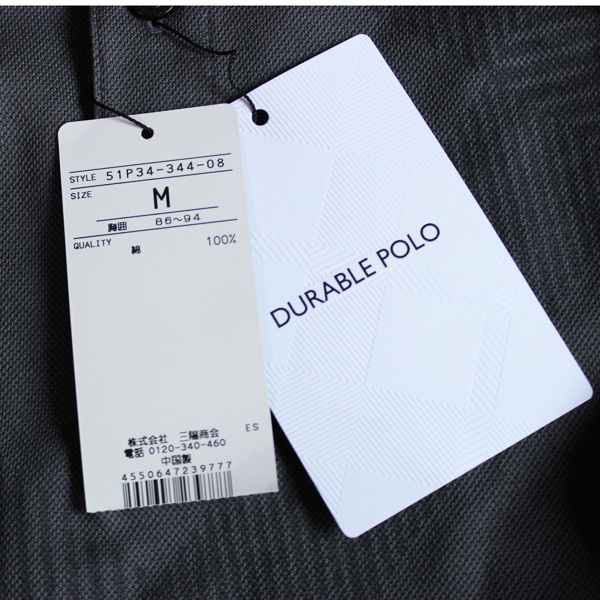 STYLE 51P34-344-08
SIZE M
胸囲 86～94
QUALITY
綿 100%
ES
株式会社 三陽商会
電話 0120-340-460
中国製
4550647239777
DURABLE POLO